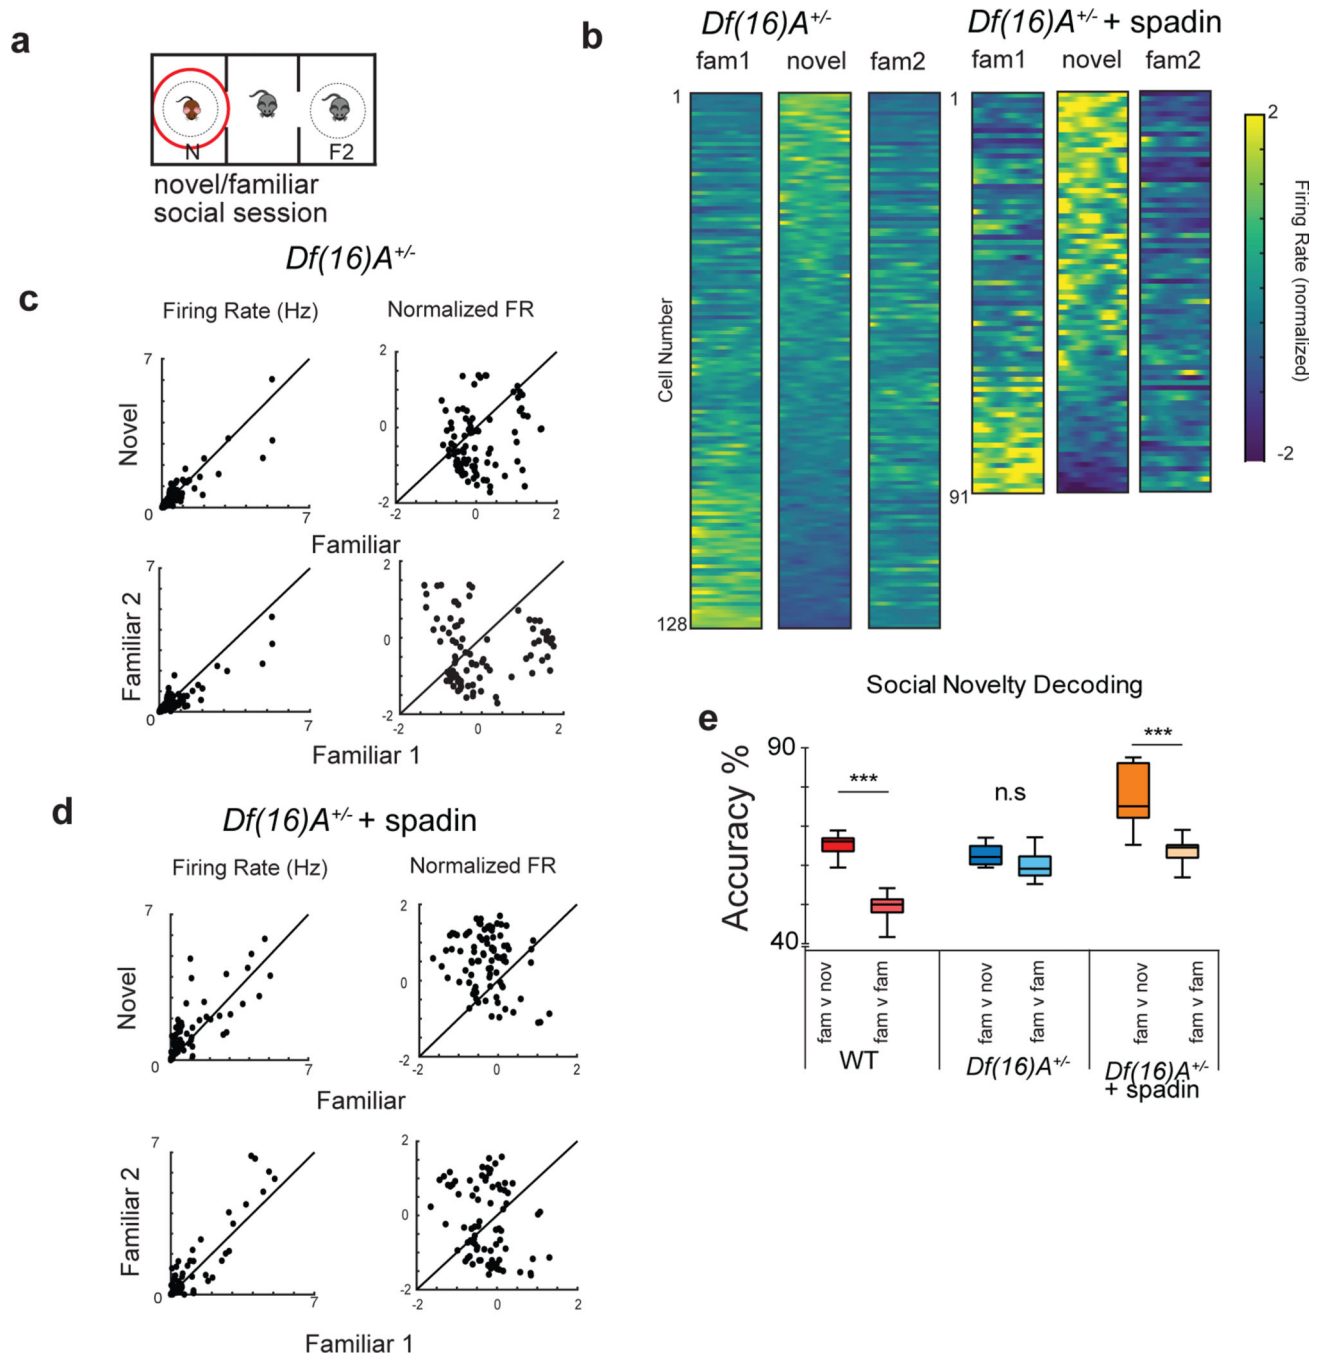 a
N
F2
novel/familiar
social session
b
Df(16)A+/-
Df(16)A+/- + spadin
fam1
novel
fam2
fam1
novel
fam2
1
128
Cell Number
1
91
2
-2
Firing Rate (normalized)
c
Df(16)A+/-
Firing Rate (Hz)
Normalized FR
7
Novel
0
7
2
0
-2
-2
0
2
Familiar
7
Familiar 2
0
7
2
0
-2
-2
0
2
Familiar 1
d
Df(16)A+/- + spadin
Firing Rate (Hz)
Normalized FR
7
Novel
0
7
2
0
-2
-2
0
2
Familiar
7
Familiar 2
0
7
2
0
-2
-2
0
2
Familiar 1
Social Novelty Decoding
e
Accuracy %
90
40
***
n.s
***
fam v nov
fam v fam
fam v nov
fam v fam
fam v nov
fam v fam
WT
Df(16)A+/-
Df(16)A+/-
+ spadin